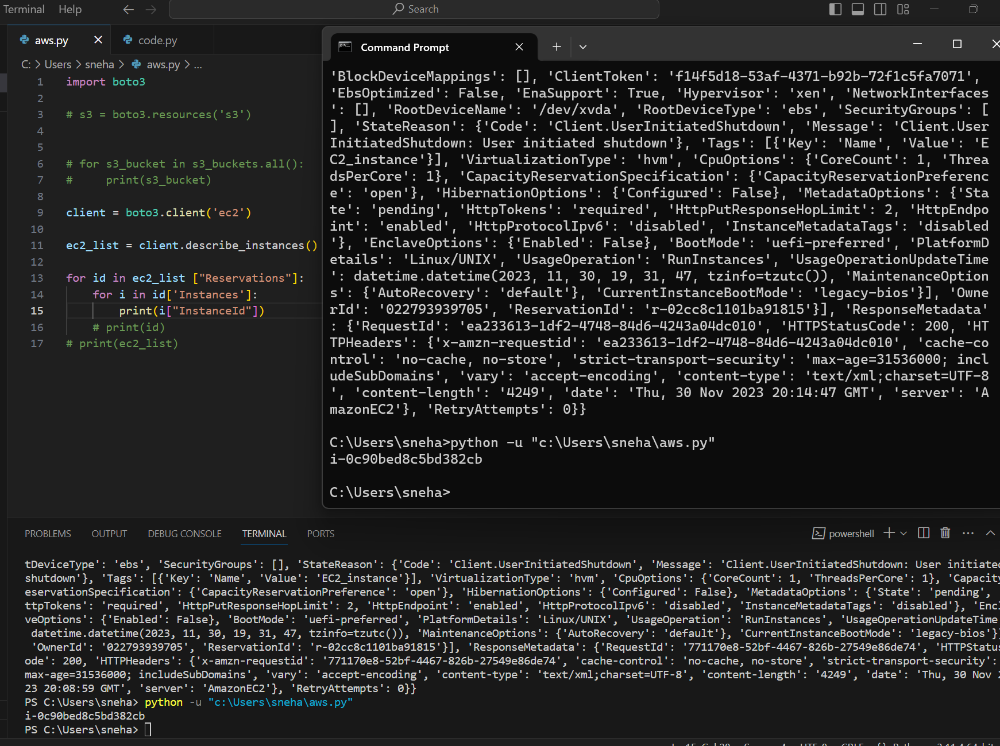 Terminal Help Search
aws.py code.py
C: > Users > sneha > aws.py > ...
1 import boto3
2
3 # s3 = boto3.resources('s3')
4
5
6 # for s3_bucket in s3_buckets.all():
7 #     print(s3_bucket)
8
9 client = boto3.client('ec2')
10
11 ec2_list = client.describe_instances()
12
13 for id in ec2_list ["Reservations"]:
14     for i in id['Instances']:
15         print(i["InstanceId"])
16     # print(id)
17 # print(ec2_list)
Command Prompt
'BlockDeviceMappings': [], 'ClientToken': 'f14f5d18-53af-4371-b92b-72f1c5fa7071',
'EbsOptimized': False, 'EnaSupport': True, 'Hypervisor': 'xen', 'NetworkInterfaces
': [], 'RootDeviceName': '/dev/xvda', 'RootDeviceType': 'ebs', 'SecurityGroups': [
], 'StateReason': {'Code': 'Client.UserInitiatedShutdown', 'Message': 'Client.User
InitiatedShutdown: User initiated shutdown'}, 'Tags': [{'Key': 'Name', 'Value': 'E
C2_instance'}], 'VirtualizationType': 'hvm', 'CpuOptions': {'CoreCount': 1, 'Threa
dsPerCore': 1}, 'CapacityReservationSpecification': {'CapacityReservationPreferenc
e': 'open'}, 'HibernationOptions': {'Configured': False}, 'MetadataOptions': {'Sta
te': 'pending', 'HttpTokens': 'required', 'HttpPutResponseHopLimit': 2, 'HttpEndpo
int': 'enabled', 'HttpProtocolIpv6': 'disabled', 'InstanceMetadataTags': 'disabled
'}, 'EnclaveOptions': {'Enabled': False}, 'BootMode': 'uefi-preferred', 'PlatformD
etails': 'Linux/UNIX', 'UsageOperation': 'RunInstances', 'UsageOperationUpdateTime
': datetime.datetime(2023, 11, 30, 19, 31, 47, tzinfo=tzutc()), 'MaintenanceOption
s': {'AutoRecovery': 'default'}, 'CurrentInstanceBootMode': 'legacy-bios'}], 'Owne
rId': '022793939705', 'ReservationId': 'r-02cc8c1101ba91815'}], 'ResponseMetadata'
: {'RequestId': 'ea233613-1df2-4748-84d6-4243a04dc010', 'HTTPStatusCode': 200, 'HT
TPHeaders': {'x-amzn-requestid': 'ea233613-1df2-4748-84d6-4243a04dc010', 'cache-co
ntrol': 'no-cache, no-store', 'strict-transport-security': 'max-age=31536000; incl
udeSubDomains', 'vary': 'accept-encoding', 'content-type': 'text/xml;charset=UTF-8
', 'content-length': '4249', 'date': 'Thu, 30 Nov 2023 20:14:47 GMT', 'server': 'A
mazonEC2'}, 'RetryAttempts': 0}}
C:\Users\sneha>python -u "c:\Users\sneha\aws.py"
i-0c90bed8c5bd382cb
C:\Users\sneha>
PROBLEMS OUTPUT DEBUG CONSOLE TERMINAL PORTS powershell
tDeviceType': 'ebs', 'SecurityGroups': [], 'StateReason': {'Code': 'Client.UserInitiatedShutdown', 'Message': 'Client.UserInitiatedShutdown: User initiated
shutdown'}, 'Tags': [{'Key': 'Name', 'Value': 'EC2_instance'}], 'VirtualizationType': 'hvm', 'CpuOptions': {'CoreCount': 1, 'ThreadsPerCore': 1}, 'Capacity
eservationSpecification': {'CapacityReservationPreference': 'open'}, 'HibernationOptions': {'Configured': False}, 'MetadataOptions': {'State': 'pending',
ttpTokens': 'required', 'HttpPutResponseHopLimit': 2, 'HttpEndpoint': 'enabled', 'HttpProtocolIpv6': 'disabled', 'InstanceMetadataTags': 'disabled'}, 'Encl
veOptions': {'Enabled': False}, 'BootMode': 'uefi-preferred', 'PlatformDetails': 'Linux/UNIX', 'UsageOperation': 'RunInstances', 'UsageOperationUpdateTime
datetime.datetime(2023, 11, 30, 19, 31, 47, tzinfo=tzutc()), 'MaintenanceOptions': {'AutoRecovery': 'default'}, 'CurrentInstanceBootMode': 'legacy-bios'}]
'OwnerId': '022793939705', 'ReservationId': 'r-02cc8c1101ba91815'}], 'ResponseMetadata': {'RequestId': '771170e8-52bf-4467-826b-27549e86de74', 'HTTPStatus
ode': 200, 'HTTPHeaders': {'x-amzn-requestid': '771170e8-52bf-4467-826b-27549e86de74', 'cache-control': 'no-cache, no-store', 'strict-transport-security':
max-age=31536000; includeSubDomains', 'vary': 'accept-encoding', 'content-type': 'text/xml;charset=UTF-8', 'content-length': '4249', 'date': 'Thu, 30 Nov 2
23 20:08:59 GMT', 'server': 'AmazonEC2'}, 'RetryAttempts': 0}}
PS C:\Users\sneha> python -u "c:\Users\sneha\aws.py"
i-0c90bed8c5bd382cb
PS C:\Users\sneha>